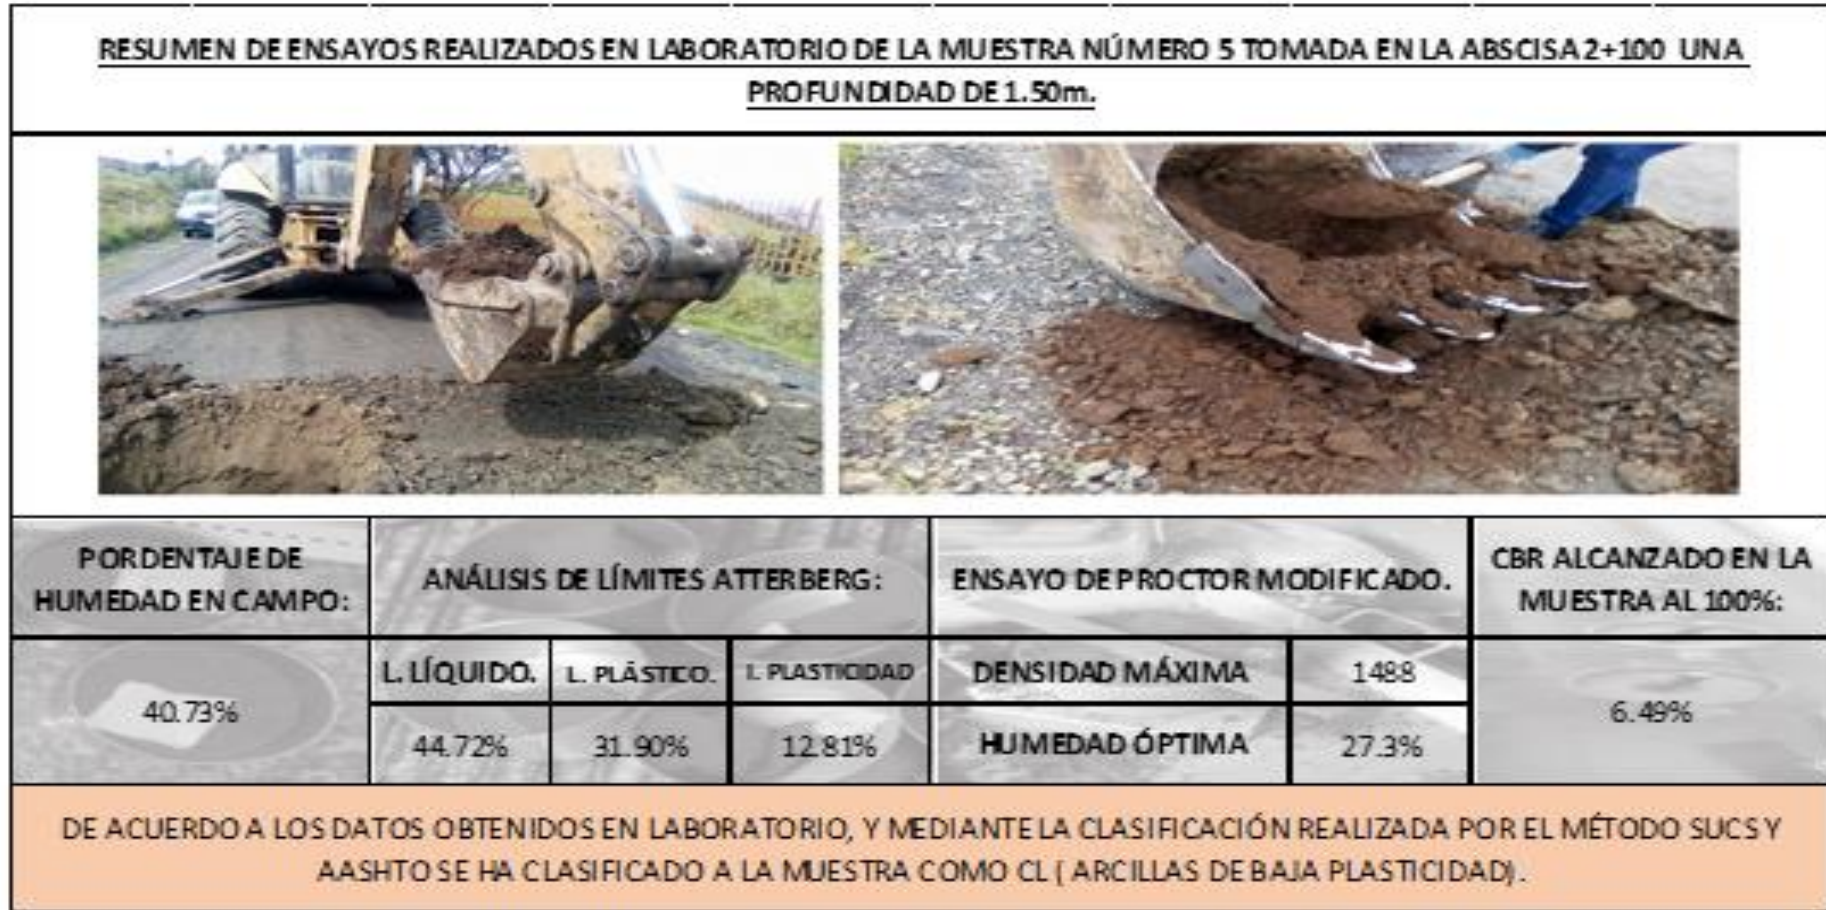 RESUMEN DE ENSAYOS REALIZADOS EN LABORATORIO DE LA MUESTRA NÚMERO 5 TOMADA EN LA ABSCISA 2+100 UNA
PROFUNDIDAD DE 1.50m.
PORDENTAJE DE
HUMEDAD EN CAMPO:
ANÁLISIS DE LÍMITES ATTERBERG:
ENSAYO DE PROCTOR MODIFICADO.
CBR ALCANZADO EN LA
MUESTRA AL 100%:
40.73%
L. LÍQUIDO.
L. PLÁSTICO.
I. PLASTICIDAD
DENSIDAD MÁXIMA
1488
6.49%
44.72%
31.90%
12.81%
HUMEDAD ÓPTIMA
27.3%
DE ACUERDO A LOS DATOS OBTENIDOS EN LABORATORIO, Y MEDIANTE LA CLASIFICACIÓN REALIZADA POR EL MÉTODO SUCS Y
AASHTO SE HA CLASIFICADO A LA MUESTRA COMO CL ( ARCILLAS DE BAJA PLASTICIDAD).